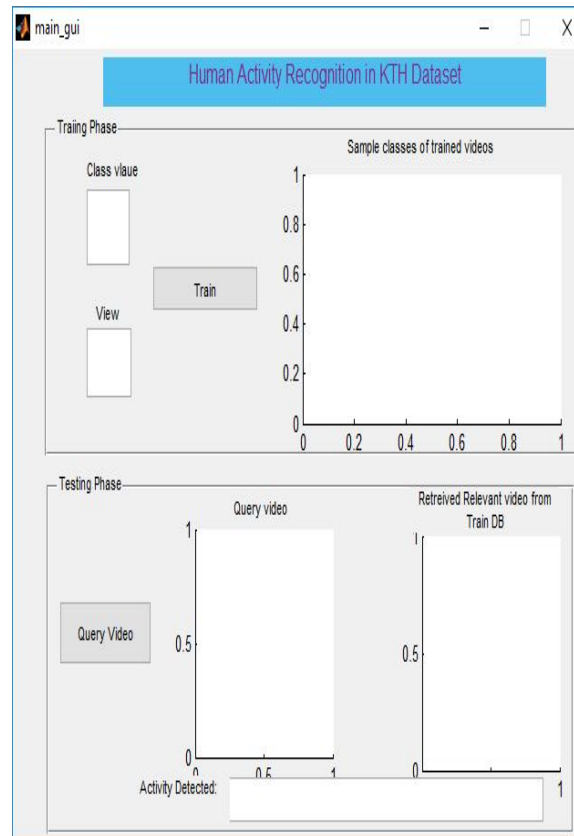 main_gui
Human Activity Recognition in KTH Dataset
Traiing Phase
Class vlaue
Sample classes of trained videos
1
0.8
0.6
0.4
0.2
0
0 0.2 0.4 0.6 0.8 1
Train
View
Testing Phase
Query video
Retreived Relevant video from
Train DB
1
0.5
0
0 0.5 1
1
0.5
0
1
Query Video
Activity Detected: